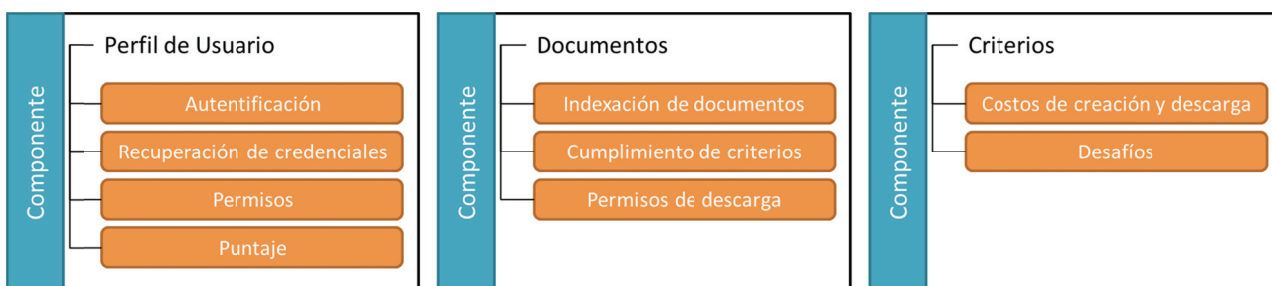 Componente
Perfil de Usuario
Autentificación
Recuperación de credenciales
Permisos
Puntaje
Componente
Documentos
Indexación de documentos
Cumplimiento de criterios
Permisos de descarga
Componente
Criterios
Costos de creación y descarga
Desafíos